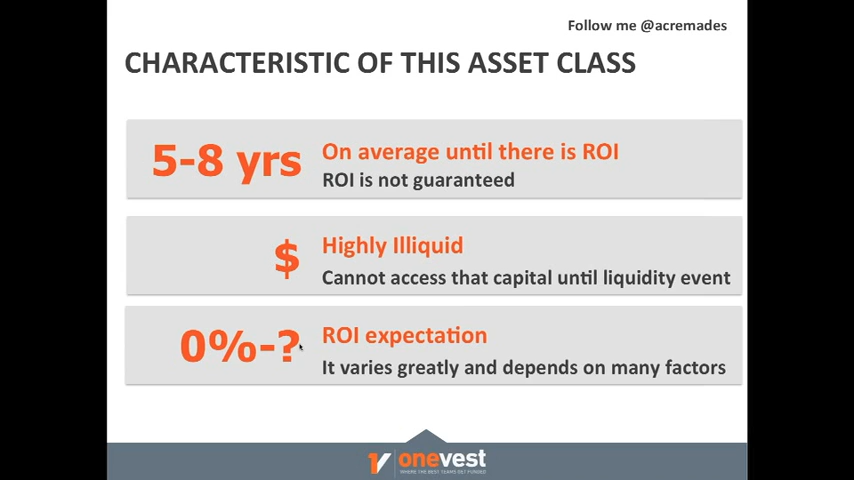 Follow me @acremades
CHARACTERISTIC OF THIS ASSET CLASS
5-8 yrs
On average until there is ROI
ROI is not guaranteed
$
Highly Illiquid
Cannot access that capital until liquidity event
0%-?
ROI expectation
It varies greatly and depends on many factors
onevest
WHERE THE BEST TEAMS GET FUNDED